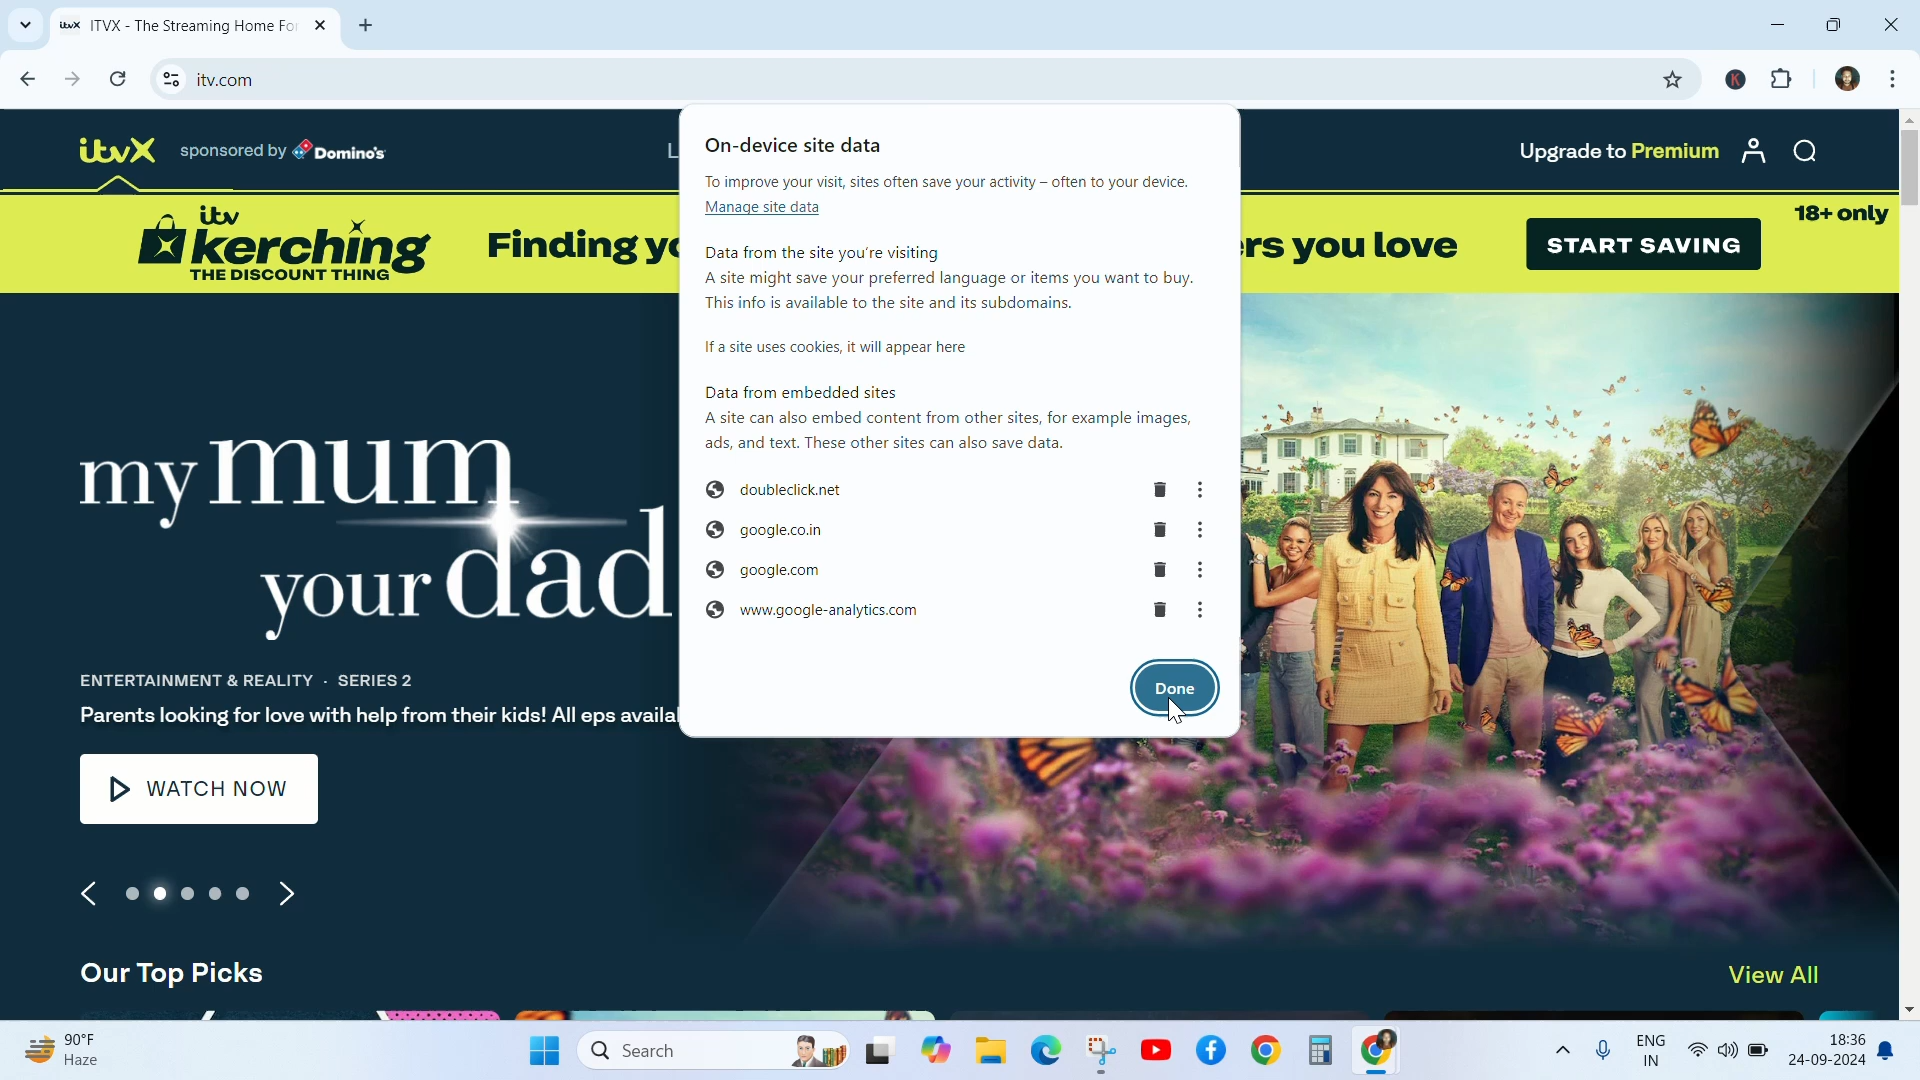 itvX ITVX - The Streaming Home For
itv.com
itvX sponsored by Domino's
Upgrade to Premium
itv
kerching
THE DISCOUNT THING
START SAVING
18+ only
you love
On-device site data
To improve your visit, sites often save your activity – often to your device.
Manage site data
Data from the site you're visiting
A site might save your preferred language or items you want to buy.
This info is available to the site and its subdomains.
If a site uses cookies, it will appear here
Data from embedded sites
A site can also embed content from other sites, for example images,
ads, and text. These other sites can also save data.
doubleclick.net
google.co.in
google.com
www.google-analytics.com
Done
Finding
my mum
your dad
ENTERTAINMENT & REALITY · SERIES 2
Parents looking for love with help from their kids! All eps
WATCH NOW
Our Top Picks
View All
90°F
Haze
Search
ENG
IN
18:36
24-09-2024